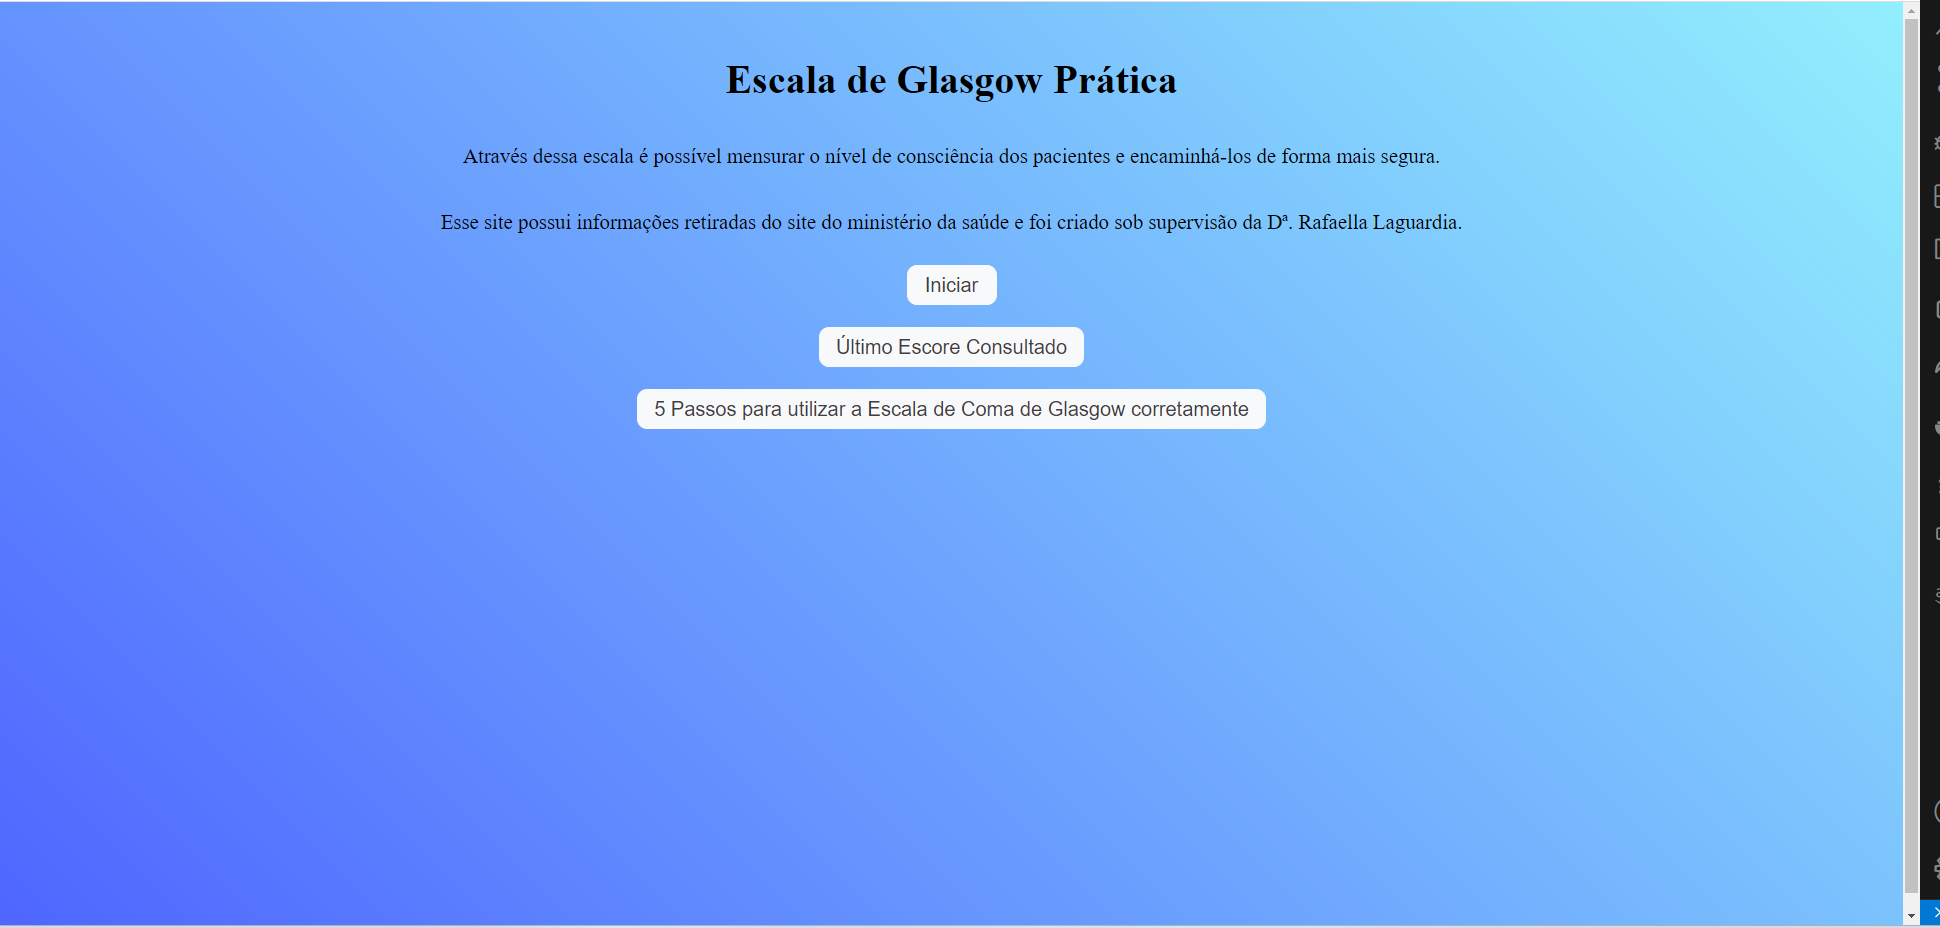 Escala de Glasgow Prática
Através dessa escala é possível mensurar o nível de consciência dos pacientes e encaminhá-los de forma mais segura.
Esse site possui informações retiradas do site do ministério da saúde e foi criado sob supervisão da Dª. Rafaella Laguardia.
Iniciar
Último Escore Consultado
5 Passos para utilizar a Escala de Coma de Glasgow corretamente